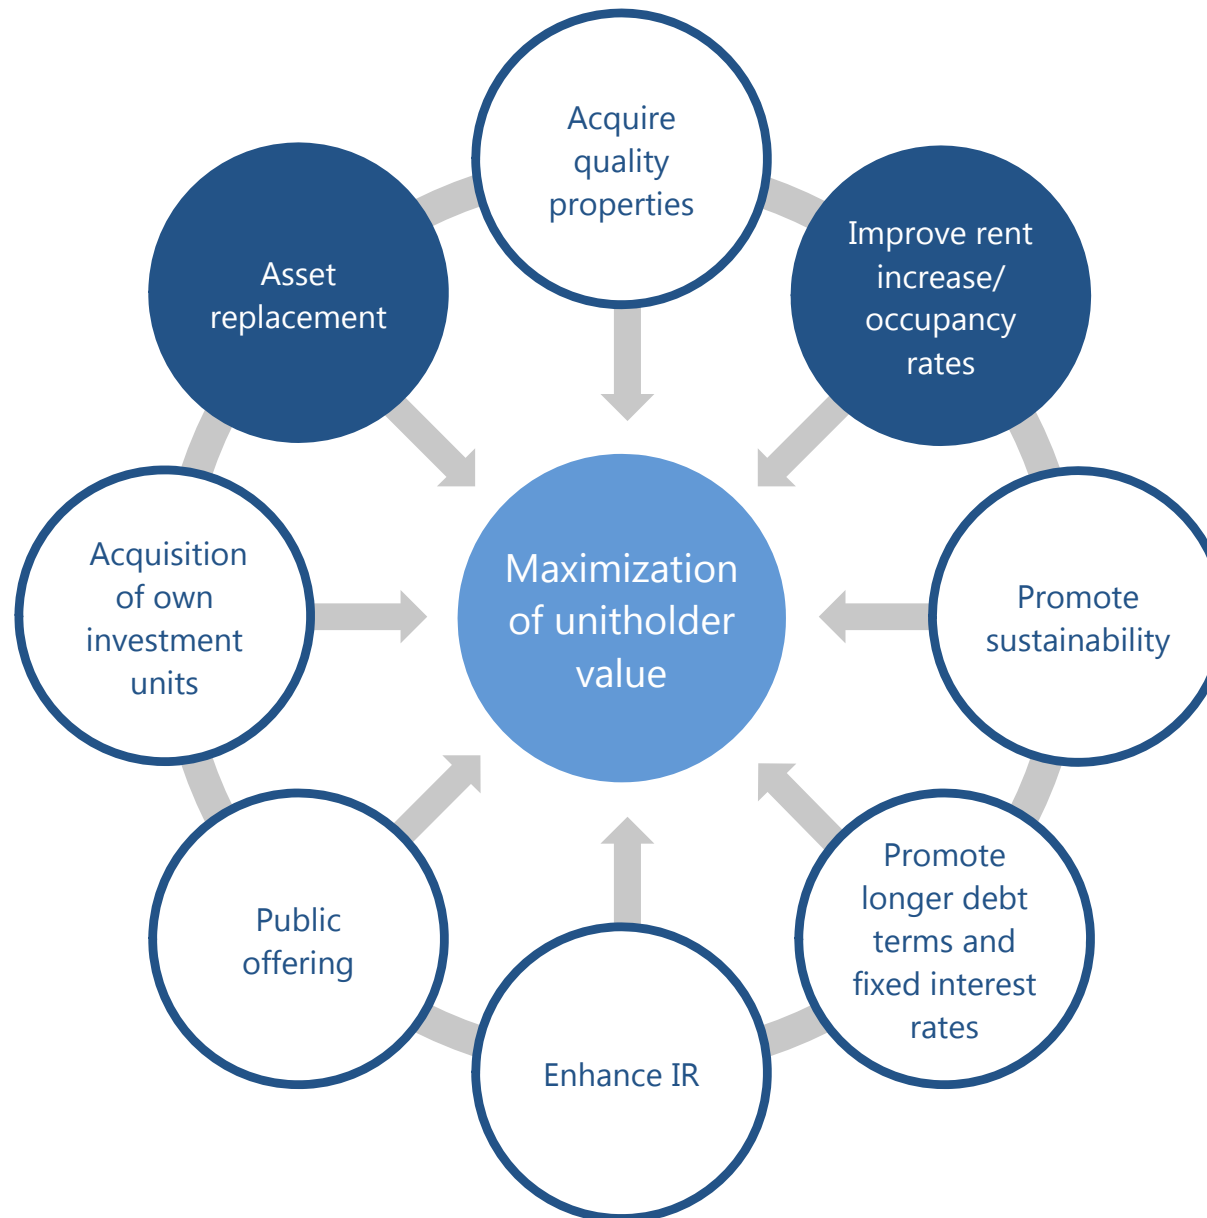 Acquire
quality
properties
Improve rent
increase/
occupancy
rates
Asset
replacement
Maximization
of unitholder
value
Acquisition
of own
investment
units
Promote
sustainability
Promote
longer debt
terms and
fixed interest
rates
Public
offering
Enhance IR